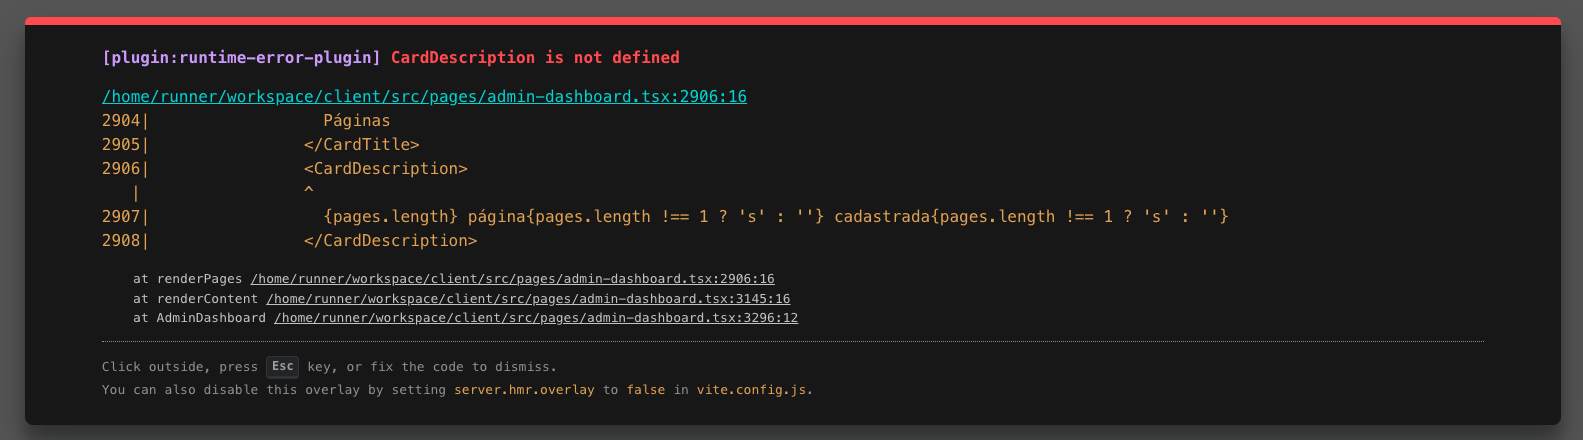 [plugin:runtime-error-plugin] CardDescription is not defined
/home/runner/workspace/client/src/pages/admin-dashboard.tsx:2906:16
2904|                  Páginas
2905|                </CardTitle>
2906|                <CardDescription>
   |                ^
2907|                  {pages.length} página{pages.length !== 1 ? 's' : ''} cadastrada{pages.length !== 1 ? 's' : ''}
2908|                </CardDescription>
at renderPages /home/runner/workspace/client/src/pages/admin-dashboard.tsx:2906:16
at renderContent /home/runner/workspace/client/src/pages/admin-dashboard.tsx:3145:16
at AdminDashboard /home/runner/workspace/client/src/pages/admin-dashboard.tsx:3296:12
Click outside, press Esc key, or fix the code to dismiss.
You can also disable this overlay by setting server.hmr.overlay to false in vite.config.js.